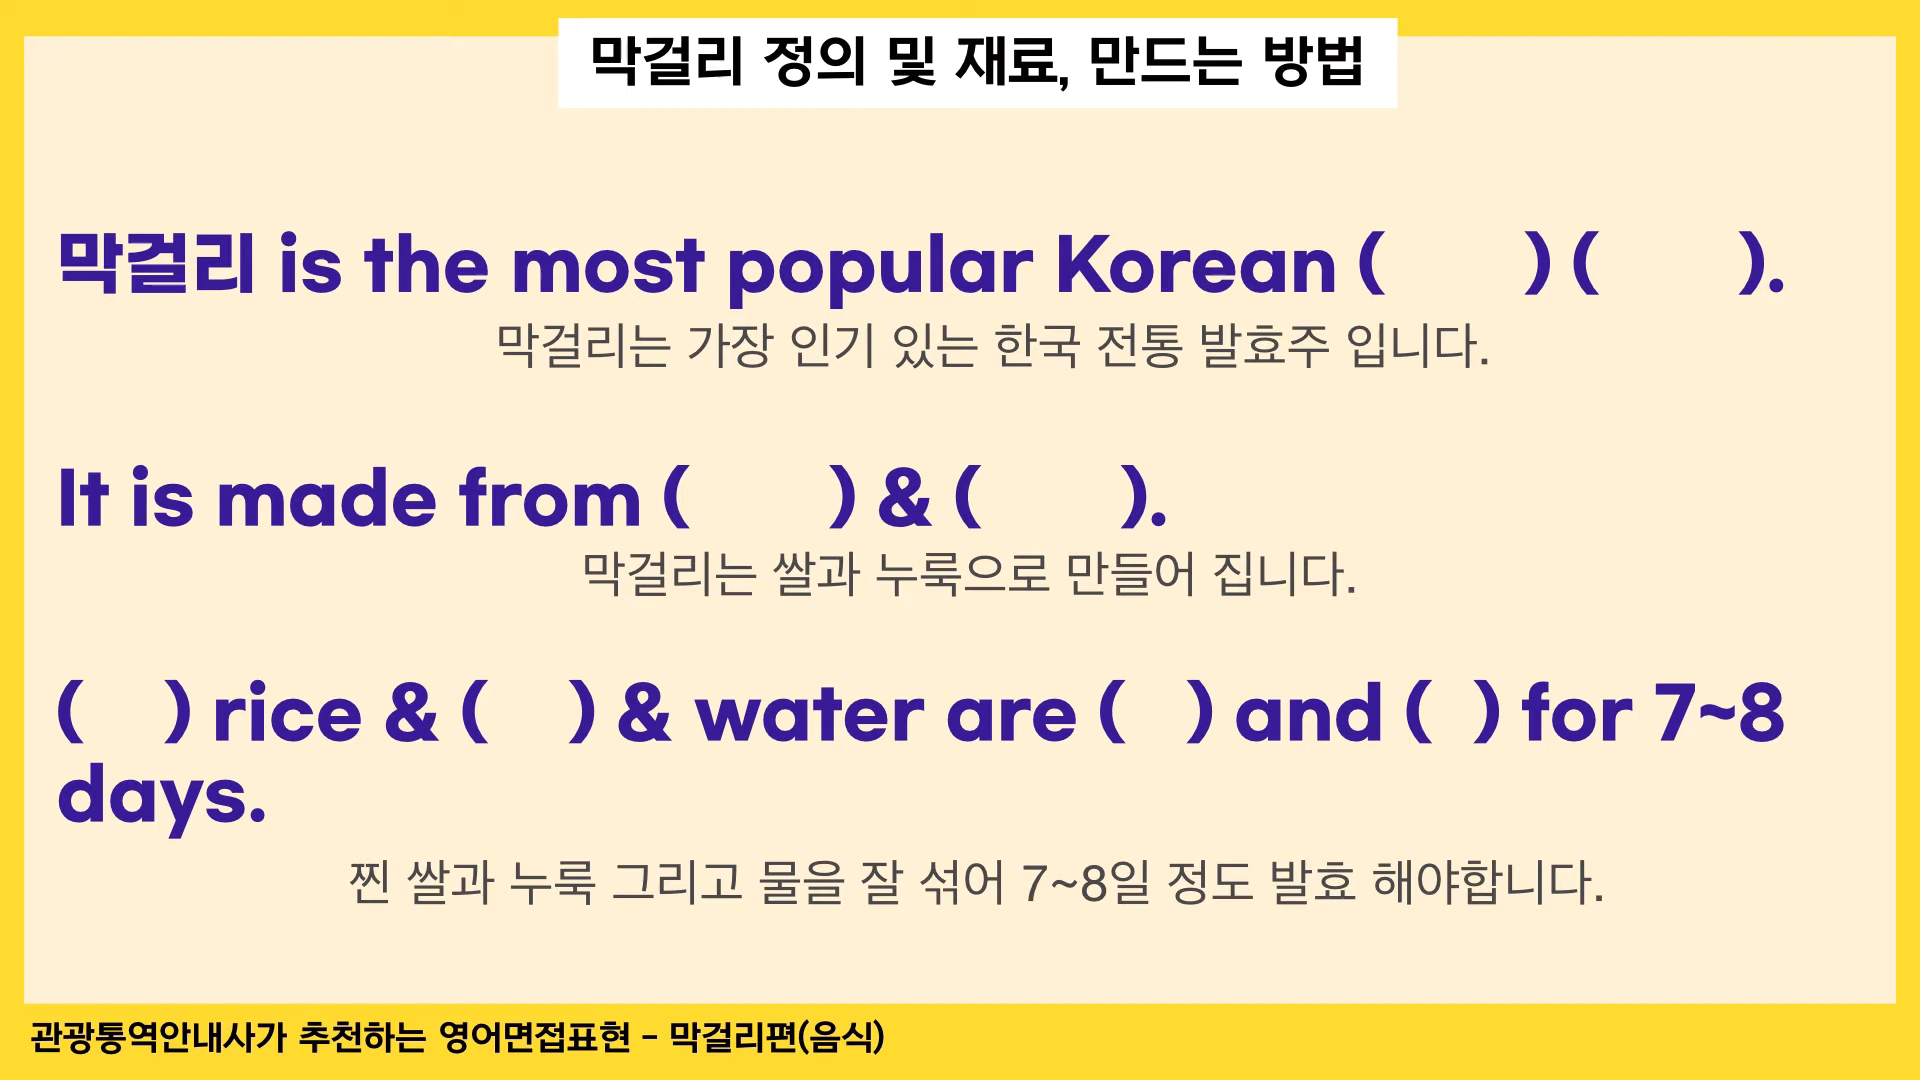 막걸리 정의 및 재료, 만드는 방법
막걸리 is the most popular Korean (      ) (      ).
막걸리는 가장 인기 있는 한국 전통 발효주 입니다.
It is made from (      ) & (      ).
막걸리는 쌀과 누룩으로 만들어 집니다.
(    ) rice & (    ) & water are (   ) and (  ) for 7~8
days.
찐 쌀과 누룩 그리고 물을 잘 섞어 7~8일 정도 발효 해야합니다.
관광통역안내사가 추천하는 영어면접표현 - 막걸리편(음식)